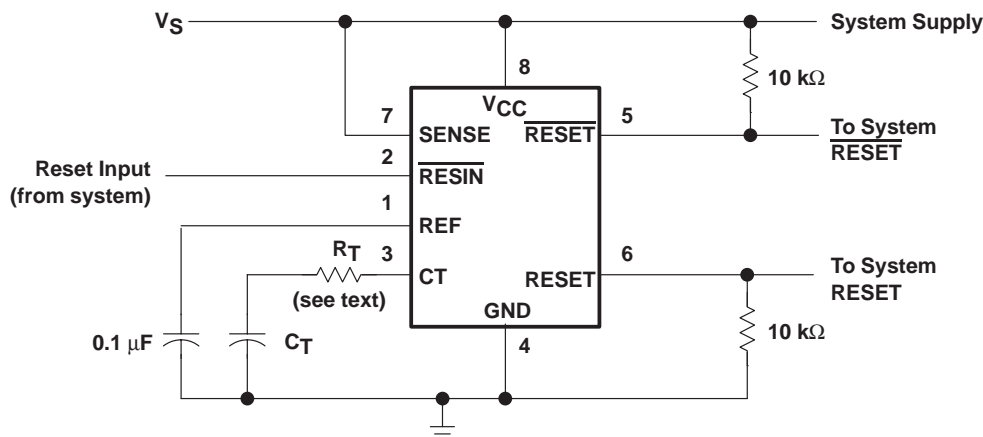 VS
System Supply
8
10 kΩ
VCC
7
5
SENSE
RESET
To System
RESET
2
Reset Input
(from system)
RESIN
1
REF
RT
3
6
CT
RESET
To System
RESET
(see text)
GND
10 kΩ
0.1 μF
CT
4